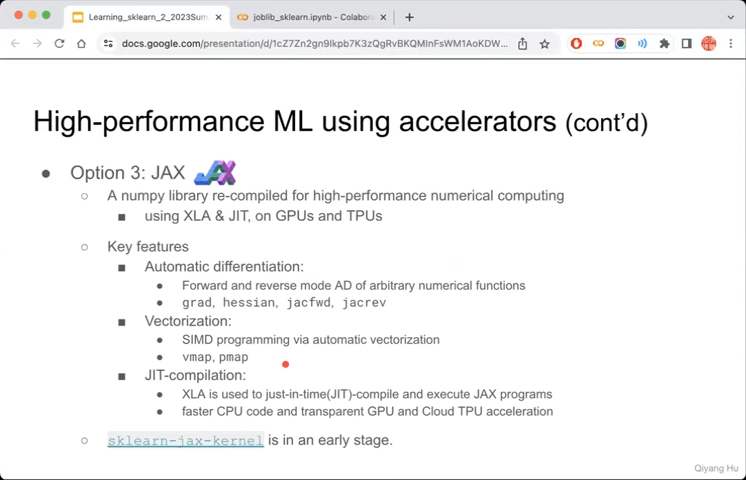 Learning_sklearn_2_2023Sum
joblib_sklearn.ipynb - Colabora
docs.google.com/presentation/d/1cZ7Zn2gn9Ikpb7K3zQgRvBKQMInFsWM1AoKDW...
High-performance ML using accelerators (cont'd)
● Option 3: JAX JAX
○ A numpy library re-compiled for high-performance numerical computing
■ using XLA & JIT, on GPUs and TPUs
○ Key features
■ Automatic differentiation:
● Forward and reverse mode AD of arbitrary numerical functions
● grad, hessian, jacfwd, jacrev
■ Vectorization:
● SIMD programming via automatic vectorization
● vmap, pmap
■ JIT-compilation:
● XLA is used to just-in-time(JIT)-compile and execute JAX programs
● faster CPU code and transparent GPU and Cloud TPU acceleration
○ sklearn-jax-kernel is in an early stage.
Qiyang Hu